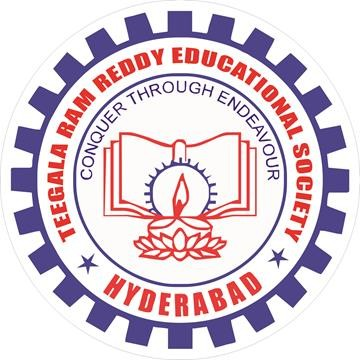 TEEGALA RAM REDDY EDUCATIONAL SOCIETY
CONQUER THROUGH ENDEAVOUR
HYDERABAD